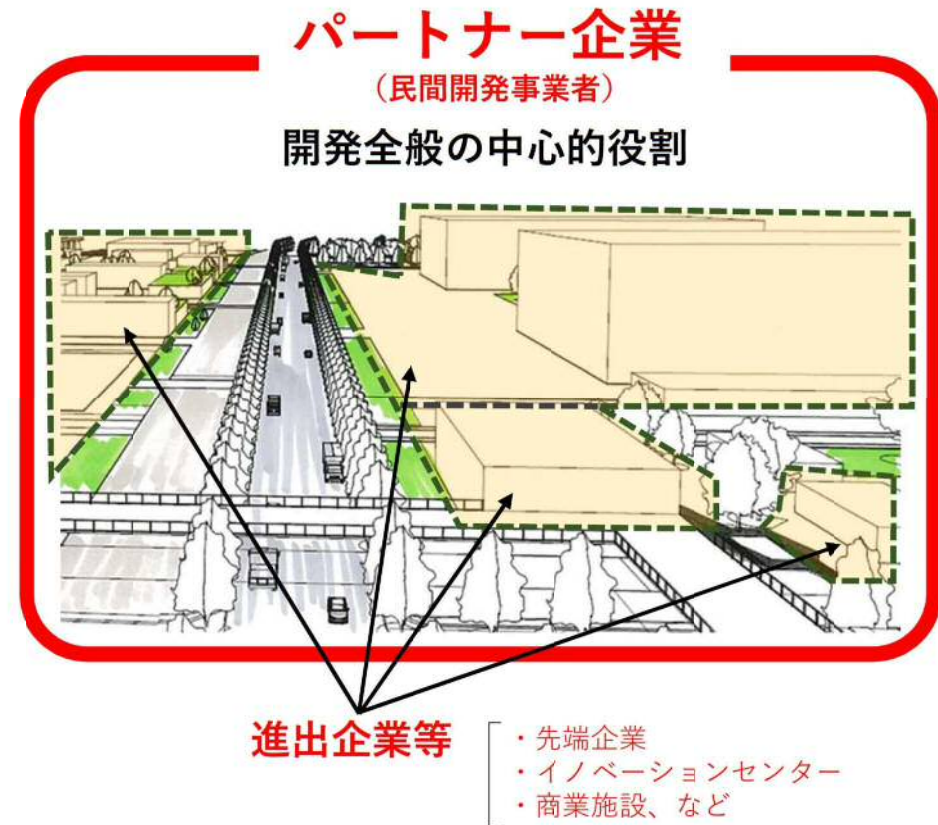 パートナー企業
（民間開発事業者）
開発全般の中心的役割
進出企業等
・先端企業
・イノベーションセンター
・商業施設、など